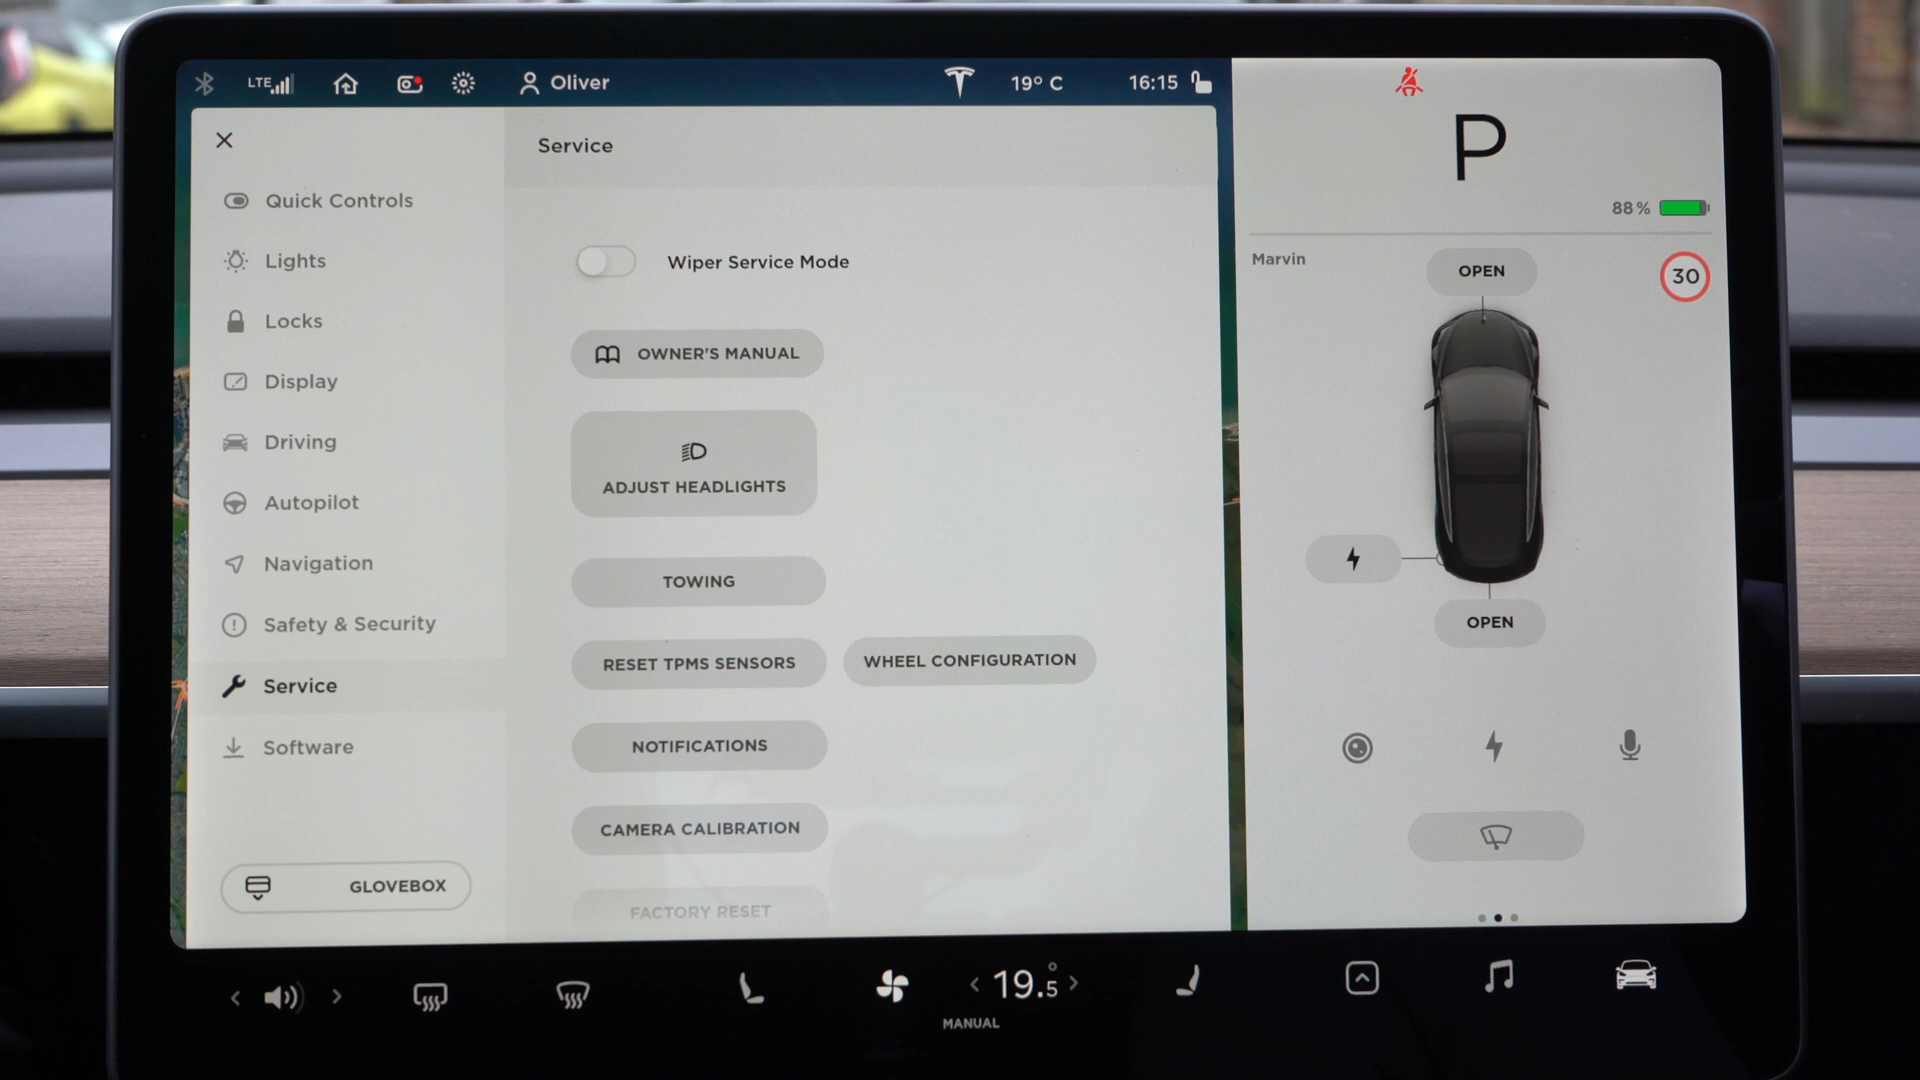 LTE
Oliver
19° C
16:15
Service
Quick Controls
Lights
Locks
Display
Driving
Autopilot
Navigation
Safety & Security
Service
Software
GLOVEBOX
Wiper Service Mode
OWNER'S MANUAL
ADJUST HEADLIGHTS
TOWING
RESET TPMS SENSORS
WHEEL CONFIGURATION
NOTIFICATIONS
CAMERA CALIBRATION
FACTORY RESET
P
88 %
Marvin
OPEN
30
OPEN
19.5°
MANUAL